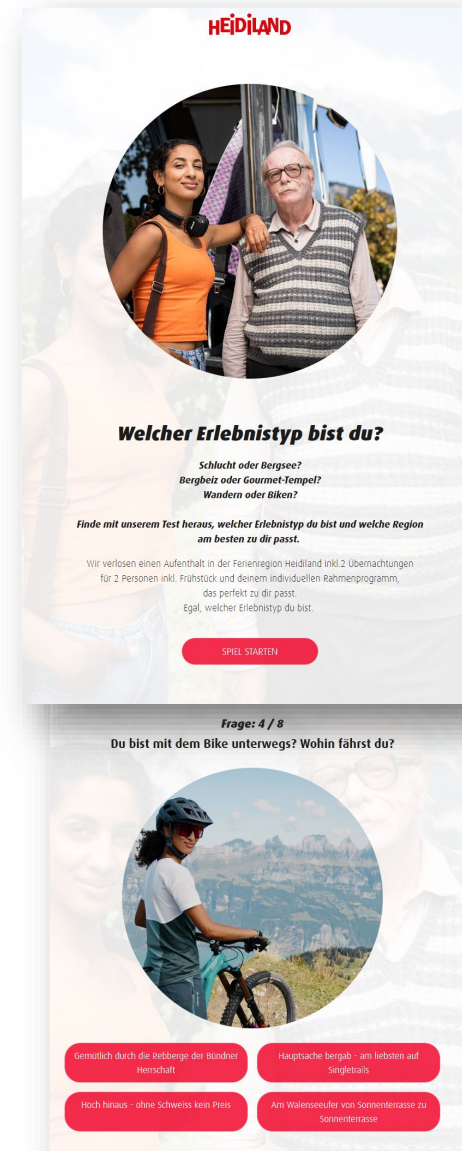 HEiDiLAND
Welcher Erlebnistyp bist du?
Schlucht oder Bergsee?
Bergbeiz oder Gourmet-Tempel?
Wandern oder Biken?
Finde mit unserem Test heraus, welcher Erlebnistyp du bist und welche Region
am besten zu dir passt.
Wir verlosen einen Aufenthalt in der Ferienregion Heidiland inkl.2 Übernachtungen
für 2 Personen inkl. Frühstück und deinem individuellen Rahmenprogramm,
das perfekt zu dir passt.
Egal, welcher Erlebnistyp du bist.
SPIEL STARTEN
Frage: 4 / 8
Du bist mit dem Bike unterwegs? Wohin fährst du?
Gemütlich durch die Rebberge der Bündner
Herrschaft
Hauptsache bergab - am liebsten auf
Singletrails
Hoch hinaus - ohne Schweiss kein Preis
Am Walenseeufer von Sonnenterrasse zu
Sonnenterrasse